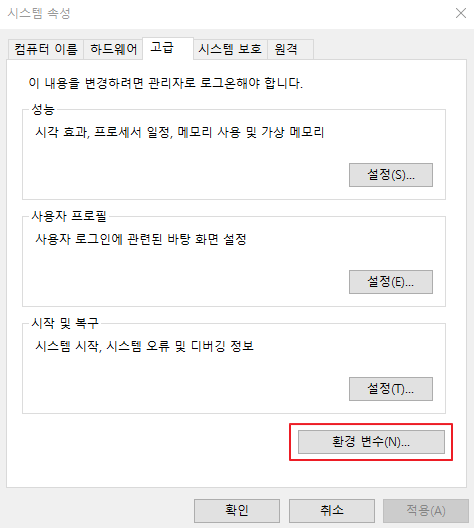 시스템 속성
컴퓨터 이름 하드웨어 고급 시스템 보호 원격
이 내용을 변경하려면 관리자로 로그온해야 합니다.
성능
시각 효과, 프로세서 일정, 메모리 사용 및 가상 메모리
설정(S)...
사용자 프로필
사용자 로그인에 관련된 바탕 화면 설정
설정(E)...
시작 및 복구
시스템 시작, 시스템 오류 및 디버깅 정보
설정(T)...
환경 변수(N)...
확인 취소 적용(A)